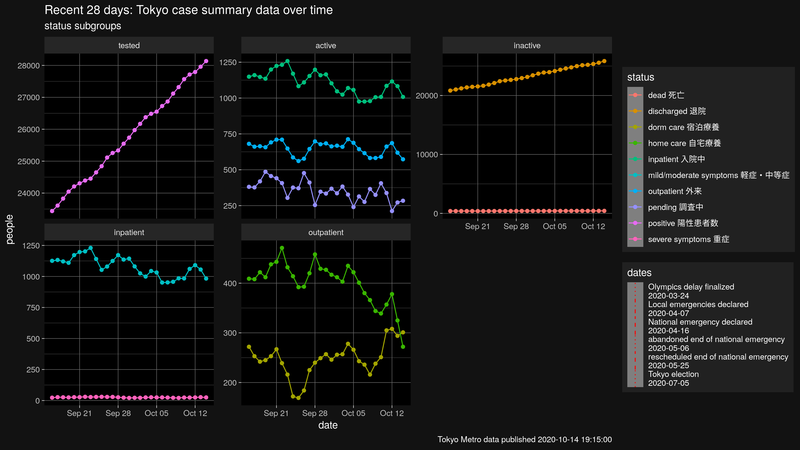 Recent 28 days: Tokyo case summary data over time
status subgroups
tested
active
inactive
28000
27000
26000
25000
24000
1250
1000
750
500
250
20000
10000
0
Sep 21
Sep 28
Oct 05
Oct 12
people
inpatient
outpatient
1250
1000
750
500
250
0
400
300
200
Sep 21
Sep 28
Oct 05
Oct 12
Sep 21
Sep 28
Oct 05
Oct 12
date
status
dead 死亡
discharged 退院
dorm care 宿泊療養
home care 自宅療養
inpatient 入院中
mild/moderate symptoms 軽症・中等症
outpatient 外来
pending 調査中
positive 陽性患者数
severe symptoms 重症
dates
Olympics delay finalized
2020-03-24
Local emergencies declared
2020-04-07
National emergency declared
2020-04-16
abandoned end of national emergency
2020-05-06
rescheduled end of national emergency
2020-05-25
Tokyo election
2020-07-05
Tokyo Metro data published 2020-10-14 19:15:00